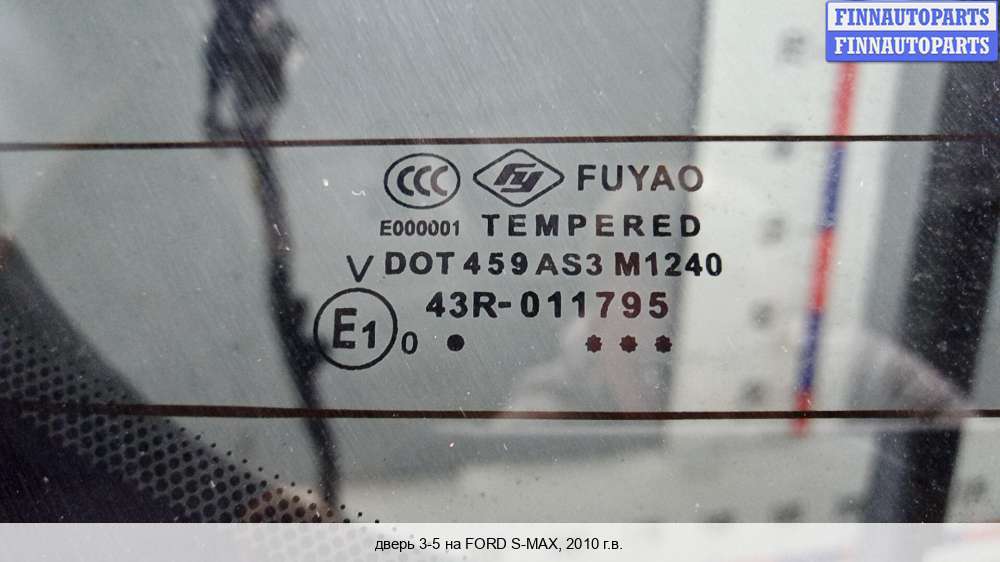 FINNAUTOPARTS
FINNAUTOPARTS
CCC FY FUYAO
E000001 TEMPERED
V DOT 459 AS3 M1240
43R-011795
E1 0
дверь 3-5 на FORD S-MAX, 2010 г.в.